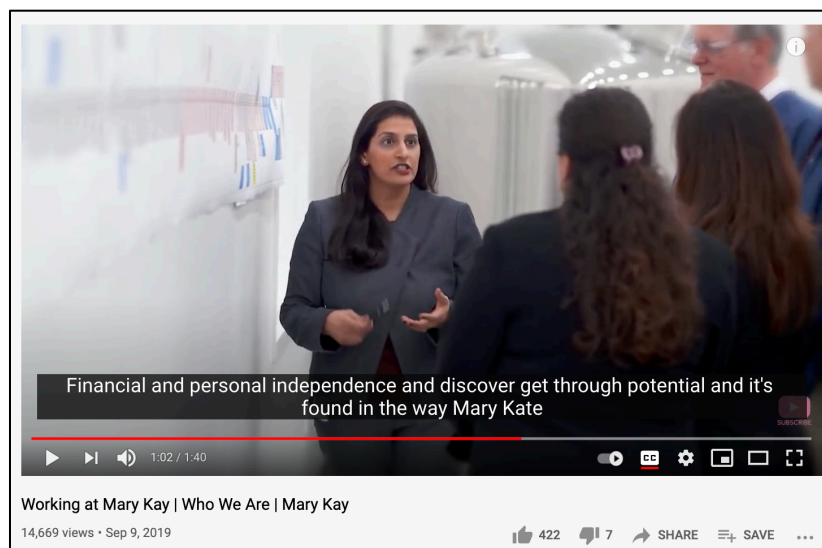 Financial and personal independence and discover get through potential and it's
found in the way Mary Kate
SUBSCRIBE
1:02 / 1:40
CC
Working at Mary Kay | Who We Are | Mary Kay
14,669 views • Sep 9, 2019
422
7
SHARE
SAVE